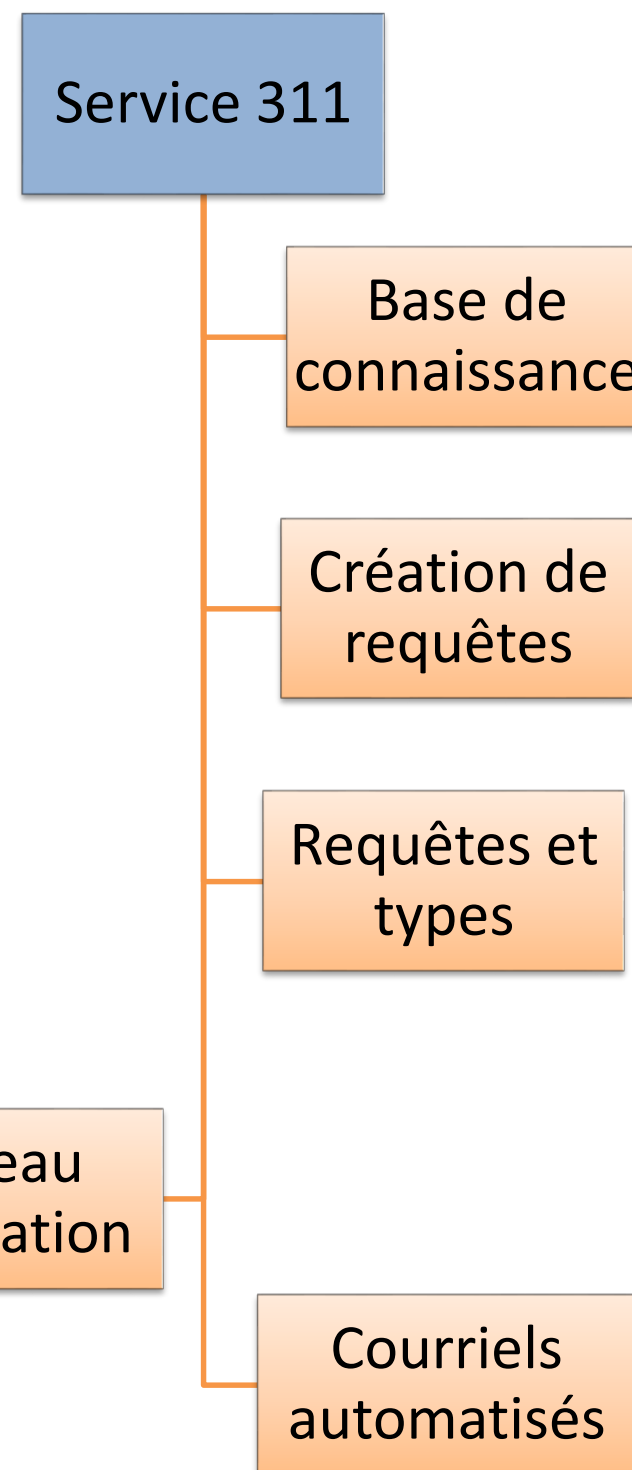 Service 311
Base de
connaissance
Création de
requêtes
Requêtes et
types
eau
ation
Courriels
automatisés